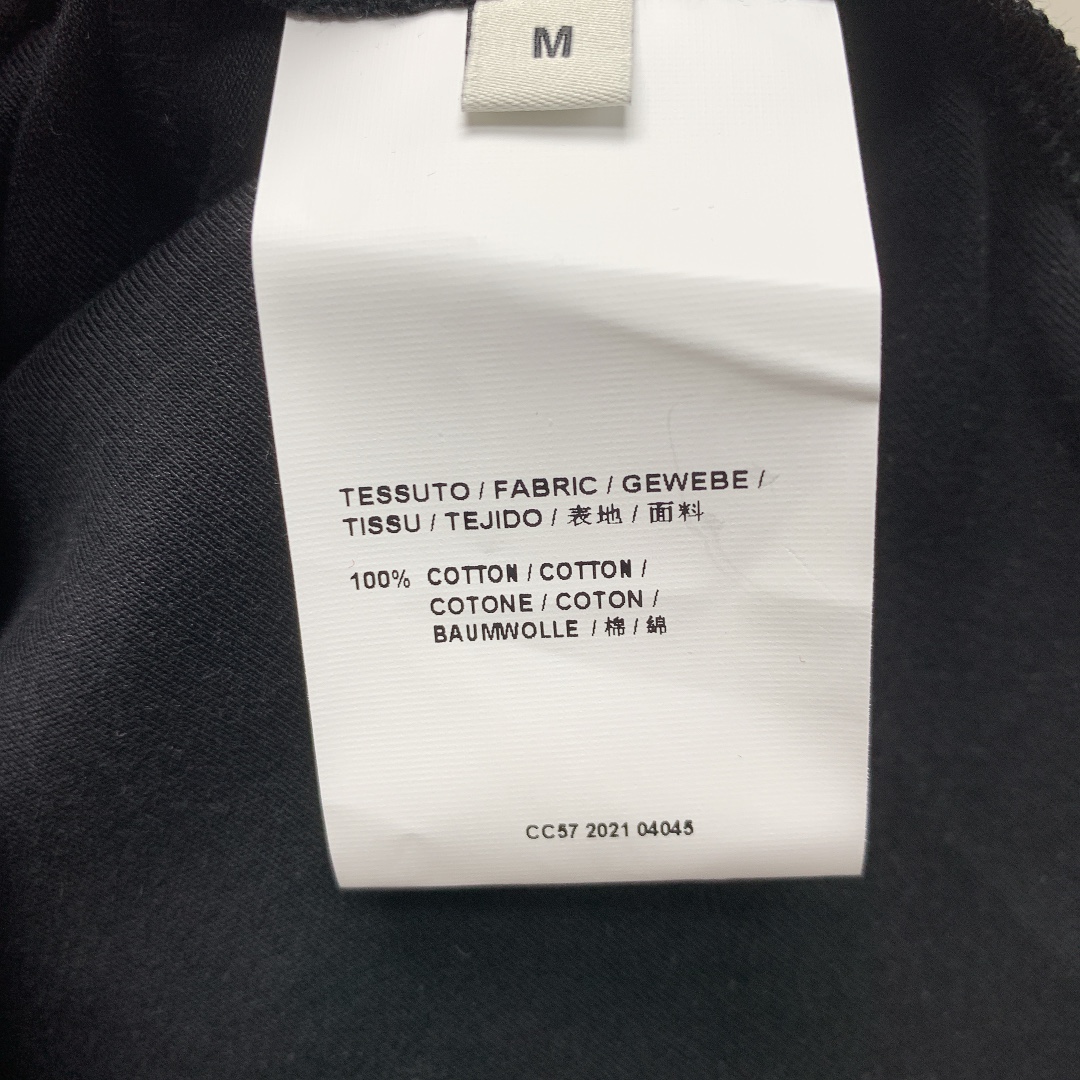 M
TESSUTO / FABRIC / GEWEBE /
TISSU / TEJIDO / 表地 / 面料
100% COTTON / COTTON /
COTONE / COTON /
BAUMWOLLE / 棉 / 綿
CC57 2021 04045